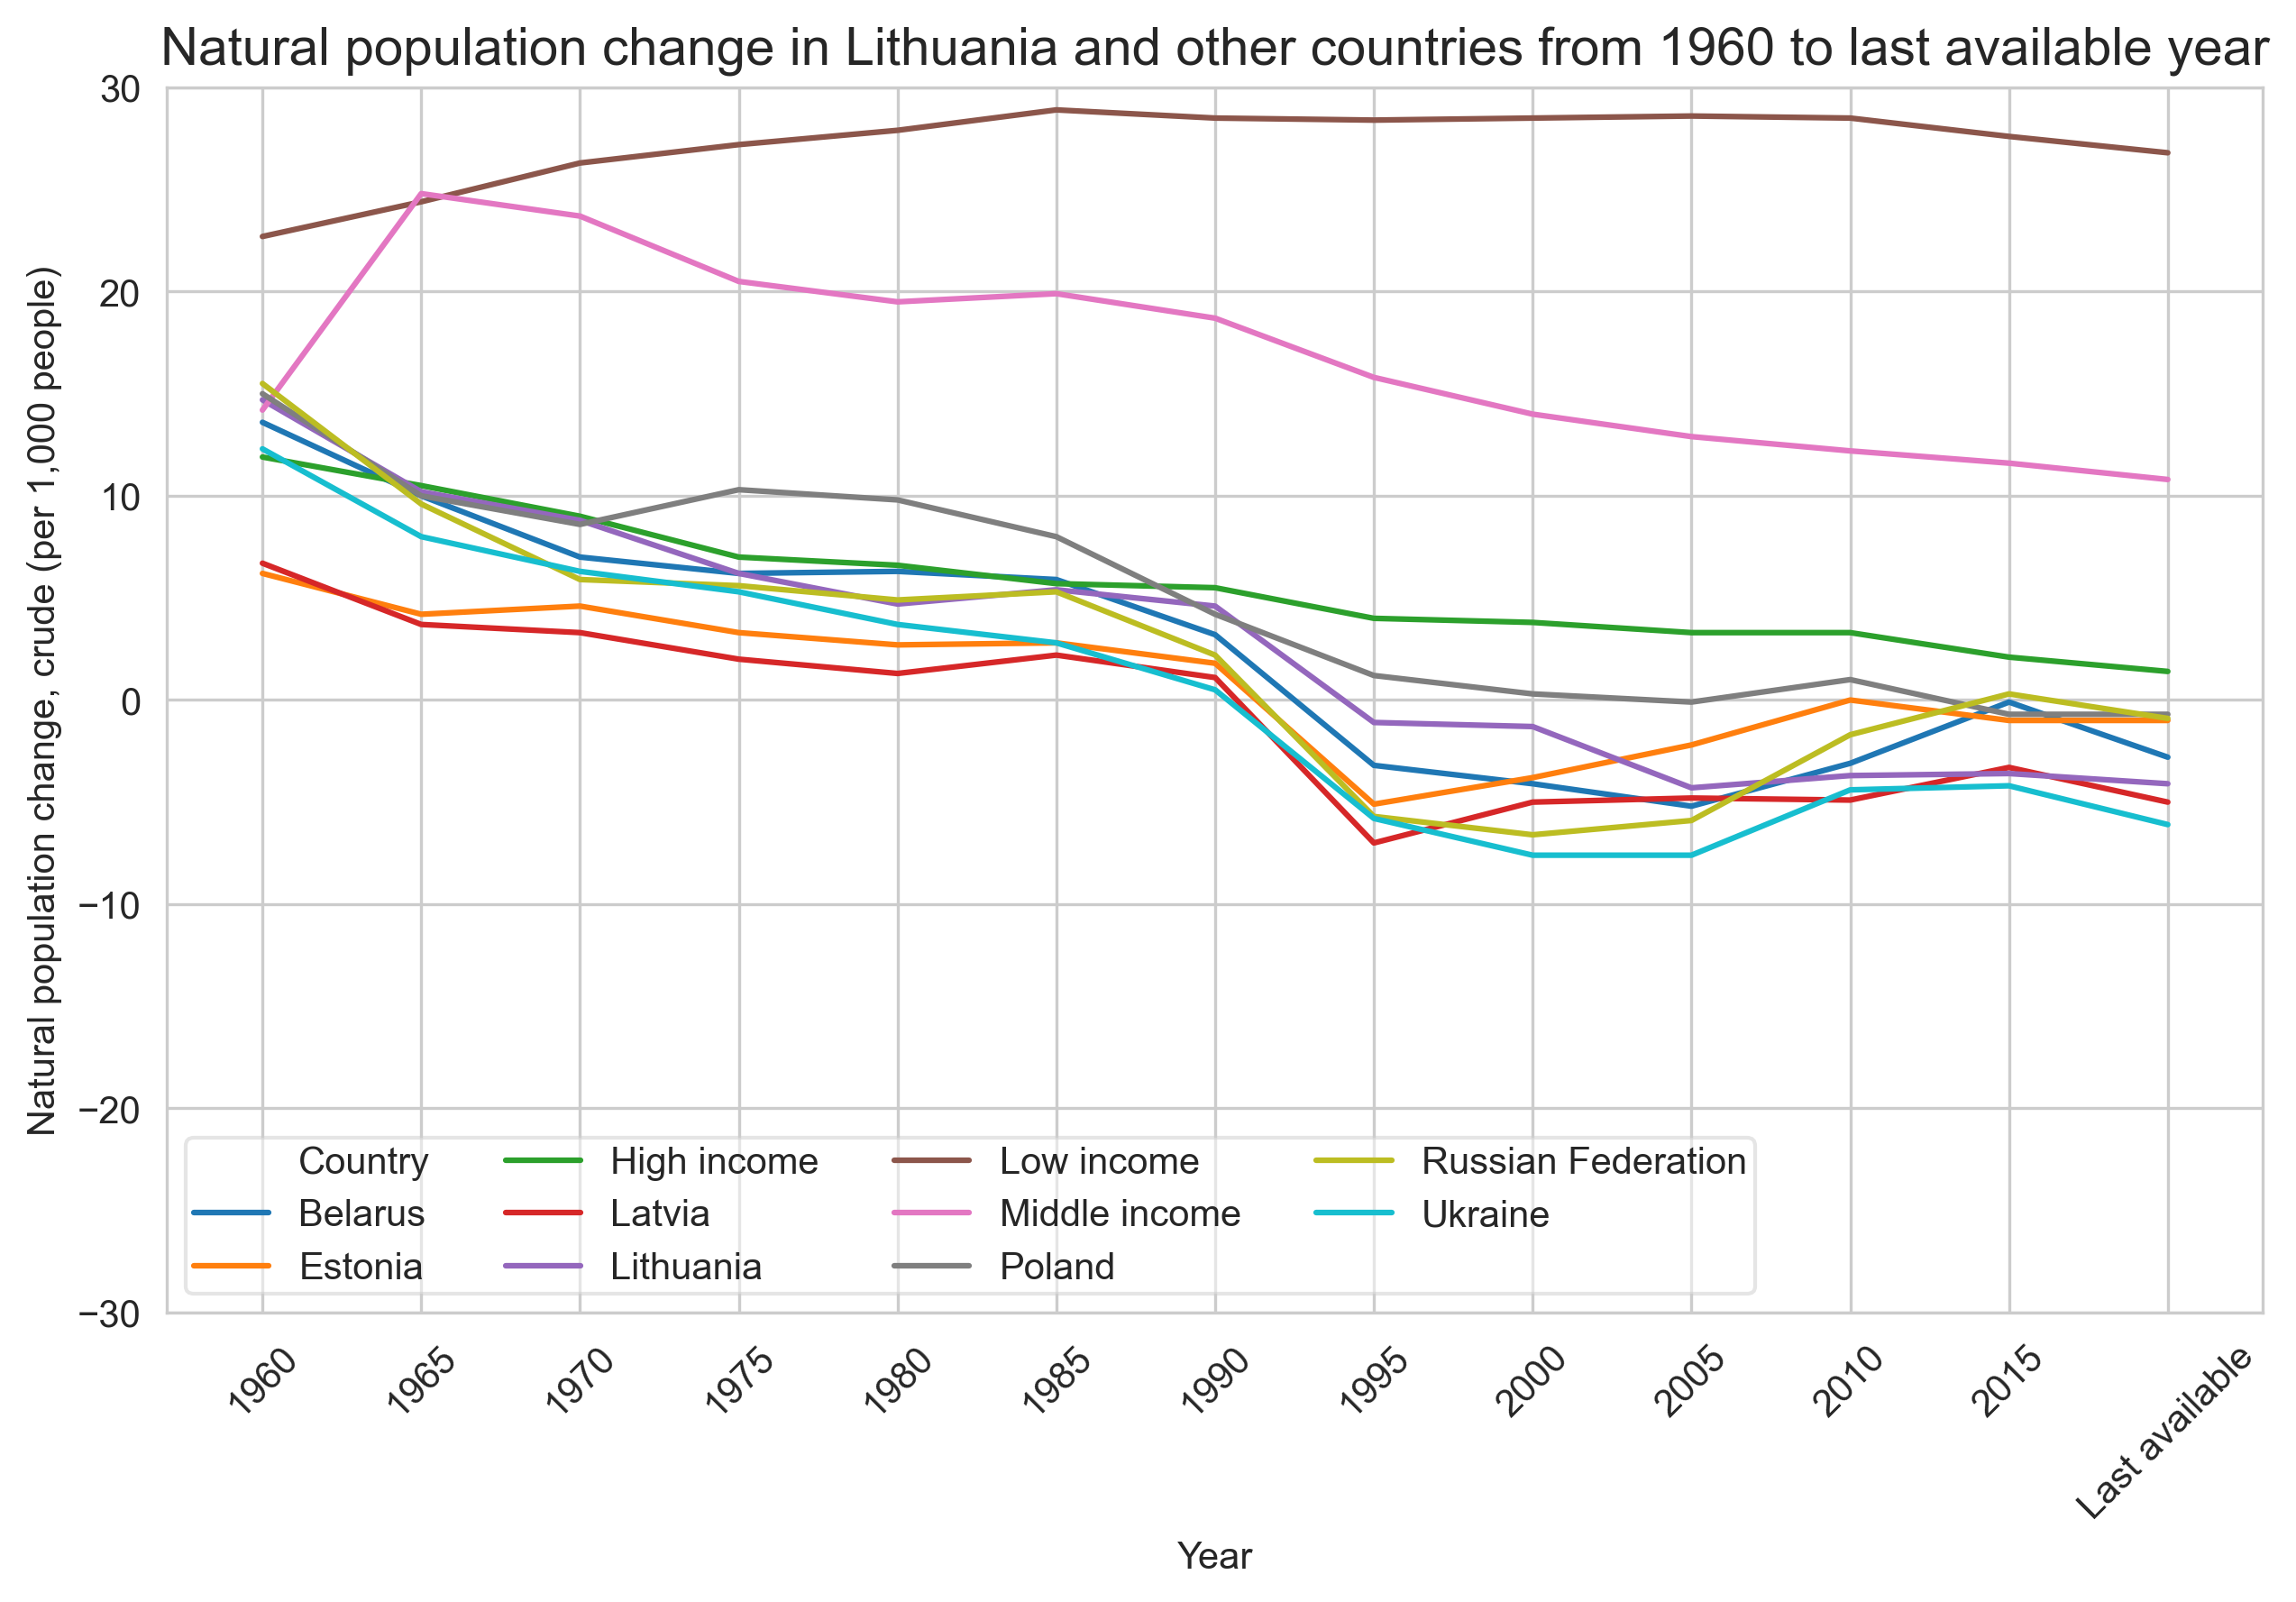 Natural population change in Lithuania and other countries from 1960 to last available year
Natural population change, crude (per 1,000 people)
30
20
10
0
−10
−20
−30
Country
Belarus
Estonia
High income
Latvia
Lithuania
Low income
Middle income
Poland
Russian Federation
Ukraine
1960
1965
1970
1975
1980
1985
1990
1995
2000
2005
2010
2015
Last available
Year